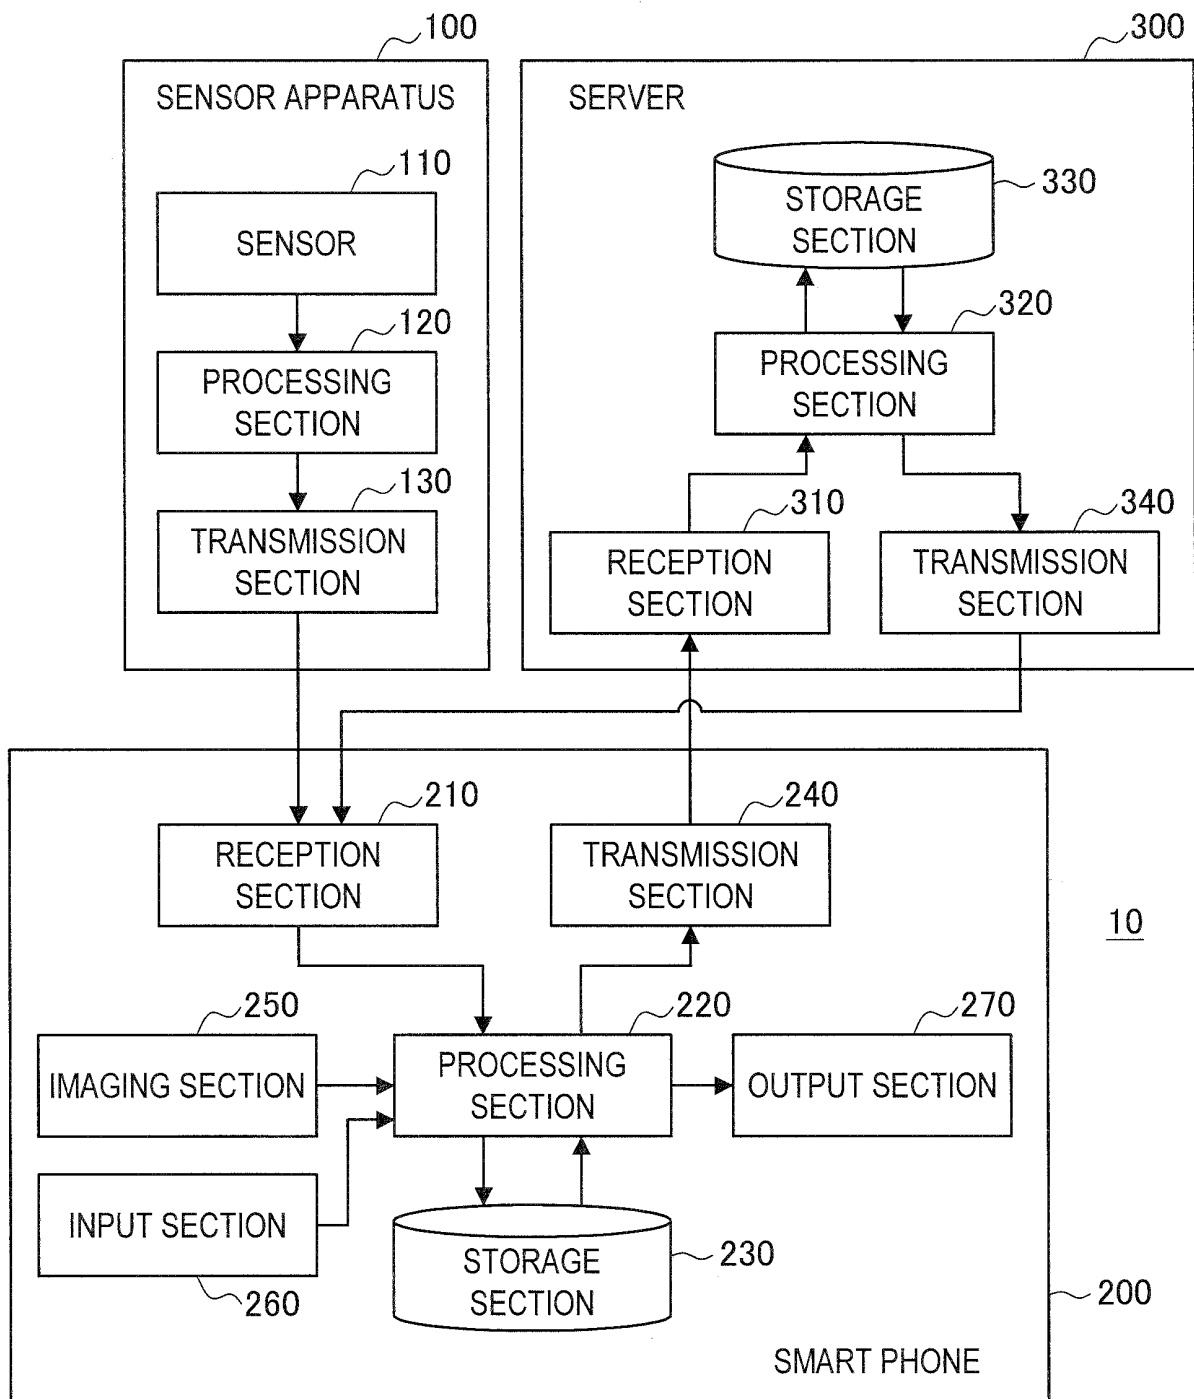 100
SENSOR APPARATUS
110
SENSOR
120
PROCESSING
SECTION
130
TRANSMISSION
SECTION
300
SERVER
330
STORAGE
SECTION
320
PROCESSING
SECTION
310
RECEPTION
SECTION
340
TRANSMISSION
SECTION
210
RECEPTION
SECTION
240
TRANSMISSION
SECTION
10
250
IMAGING SECTION
220
PROCESSING
SECTION
270
OUTPUT SECTION
INPUT SECTION
260
230
STORAGE
SECTION
200
SMART PHONE